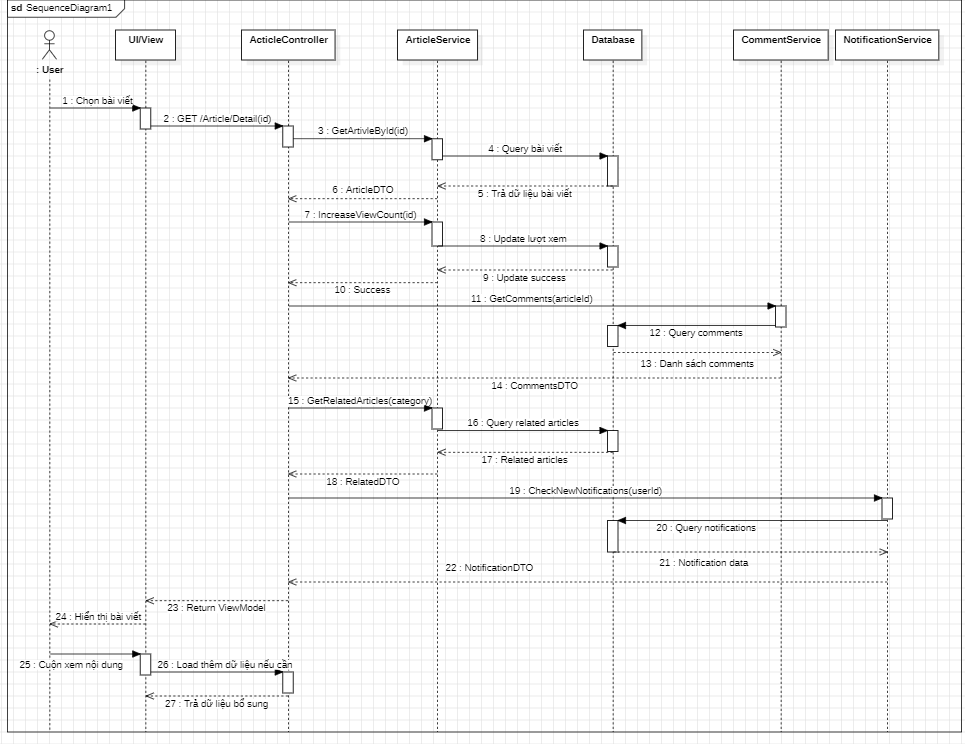 sd SequenceDiagram1
: User
UI/View
ActicleController
ArticleService
Database
CommentService
NotificationService
1 : Chọn bài viết
2 : GET /Article/Detail(id)
3 : GetArtivleById(id)
4 : Query bài viết
5 : Trả dữ liệu bài viết
6 : ArticleDTO
7 : IncreaseViewCount(id)
8 : Update lượt xem
9 : Update success
10 : Success
11 : GetComments(articleId)
12 : Query comments
13 : Danh sách comments
14 : CommentsDTO
15 : GetRelatedArticles(category)
16 : Query related articles
17 : Related articles
18 : RelatedDTO
19 : CheckNewNotifications(userId)
20 : Query notifications
21 : Notification data
22 : NotificationDTO
23 : Return ViewModel
24 : Hiển thị bài viết
25 : Cuộn xem nội dung
26 : Load thêm dữ liệu nếu cần
27 : Trả dữ liệu bổ sung